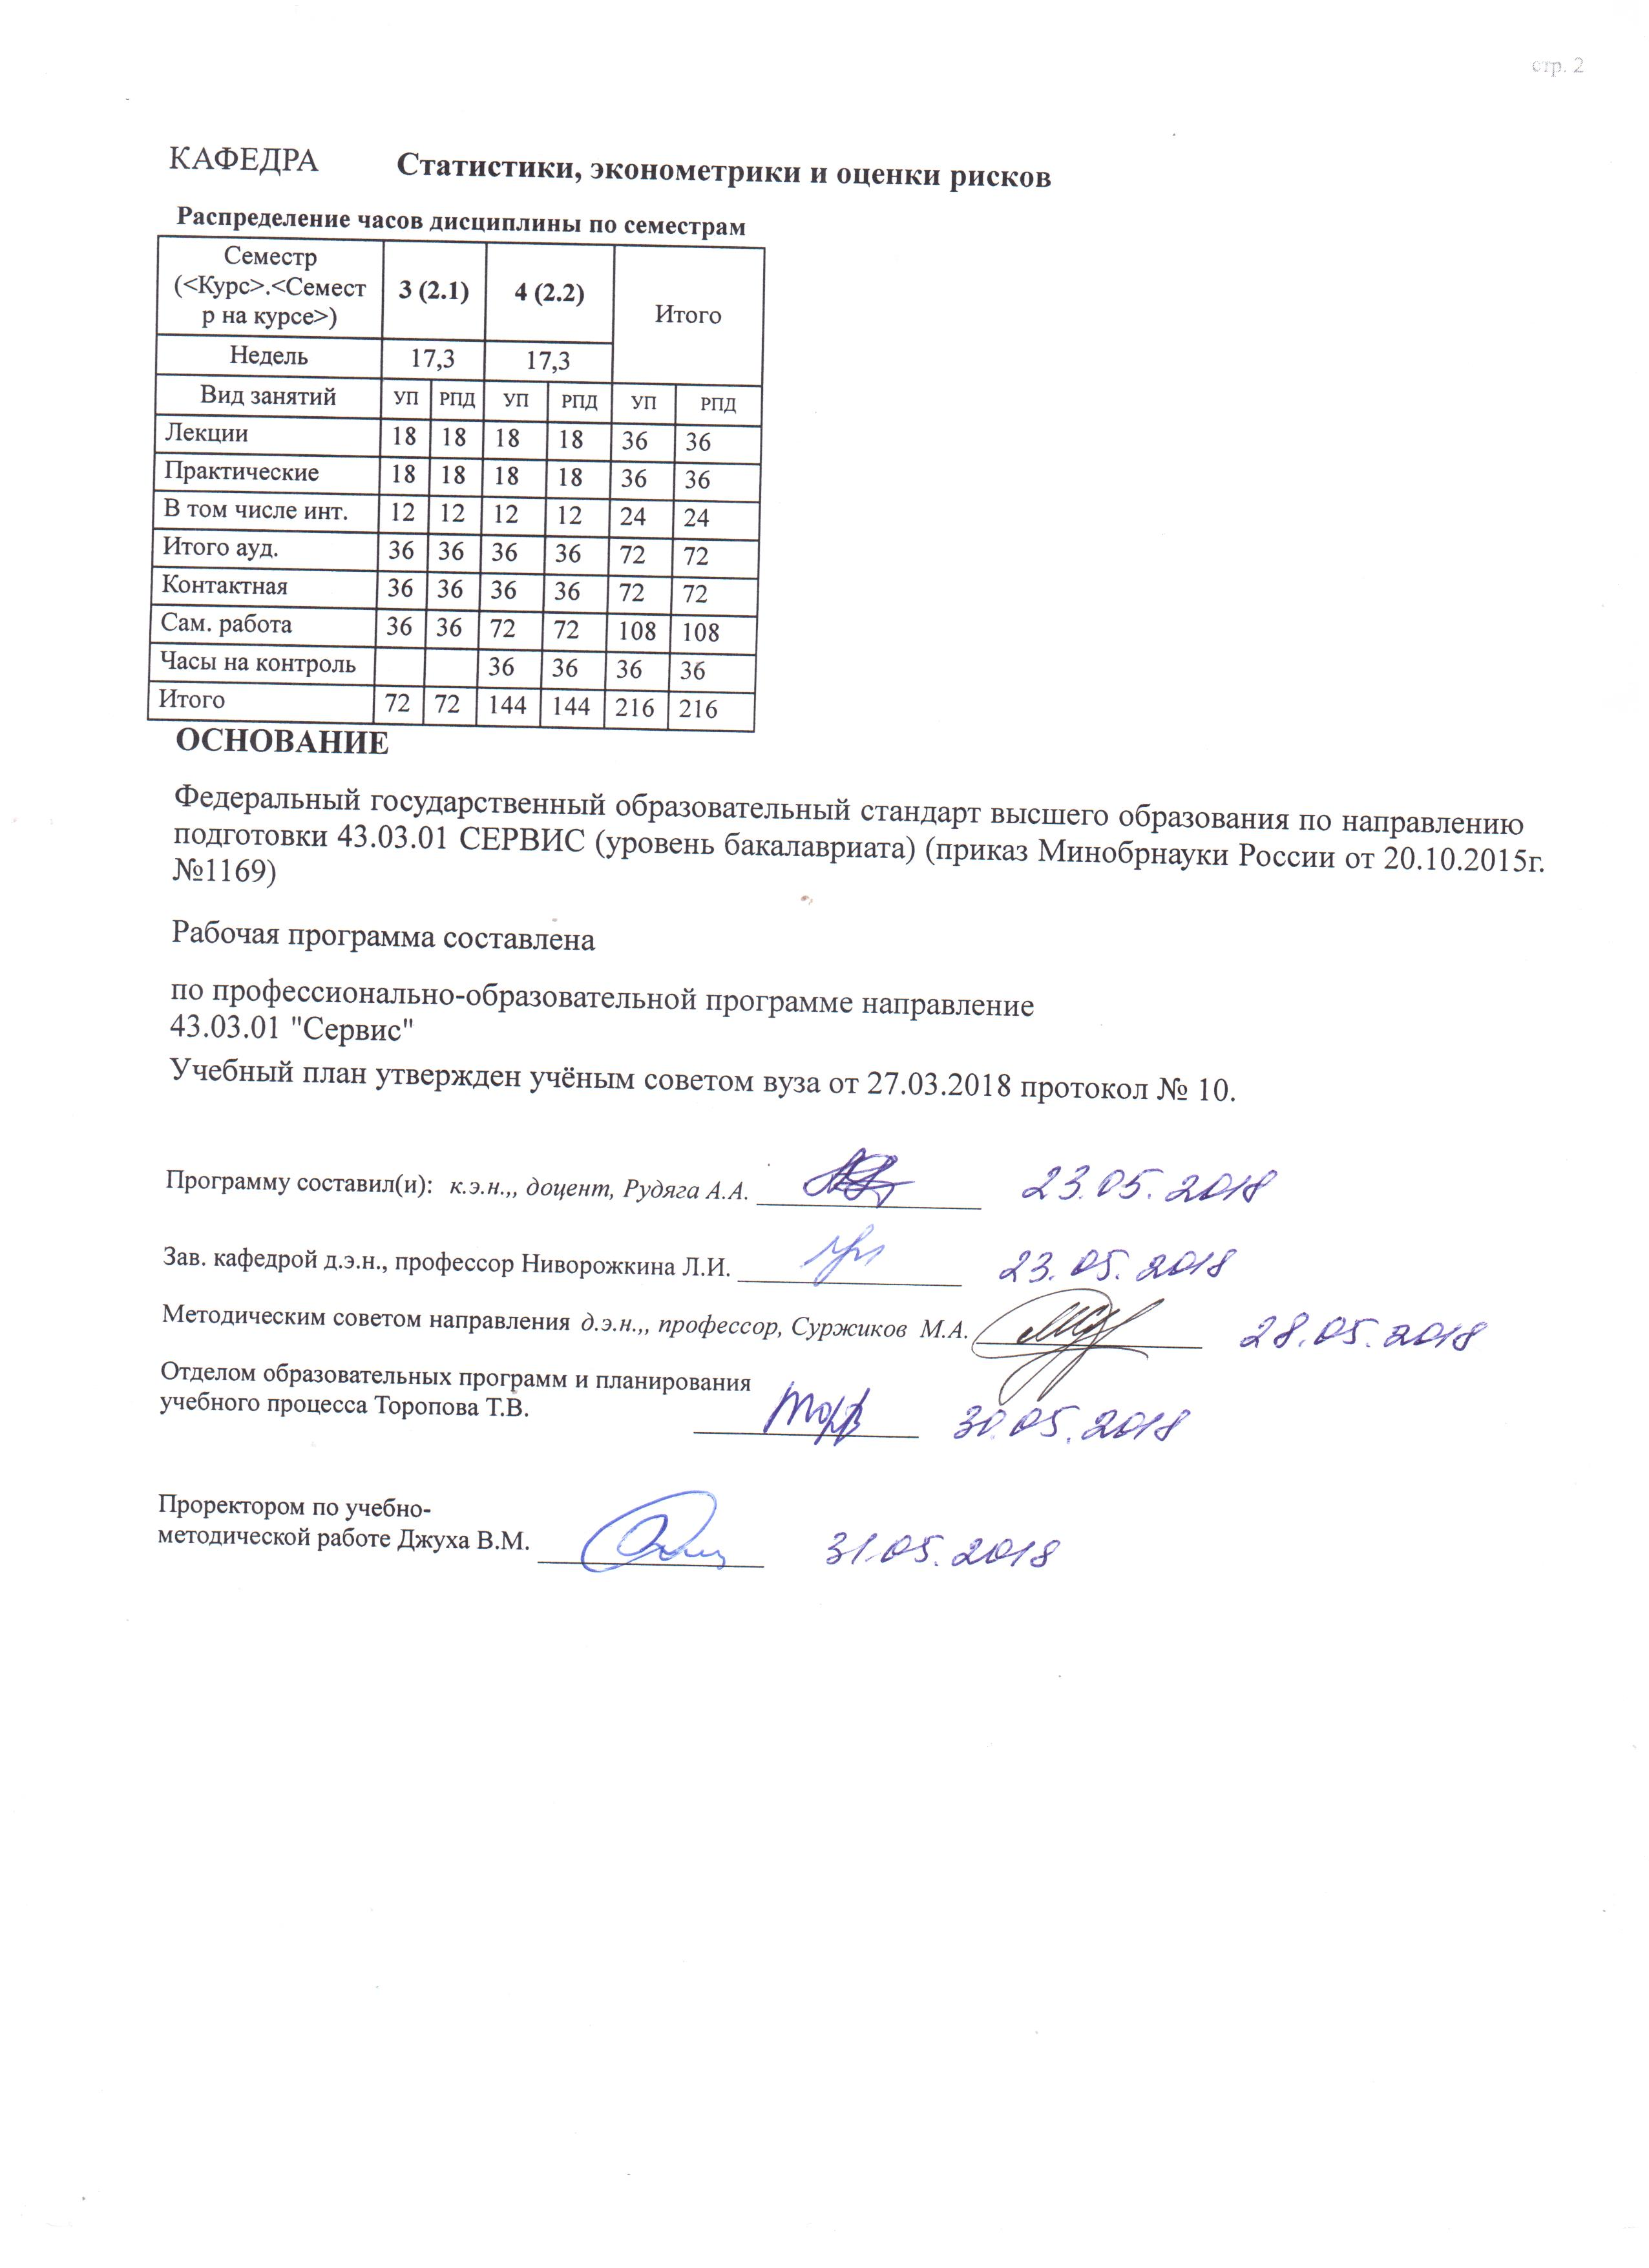 стр. 2
КАФЕДРА Статистики, эконометрики и оценки рисков
Распределение часов дисциплины по семестрам
Семестр
(<Курс>.<Семест
р на курсе>) 3 (2.1) 4 (2.2) Итого
Недель 17,3 17,3
Вид занятий УП РПД УП РПД УП РПД
Лекции 18 18 18 18 36 36
Практические 18 18 18 18 36 36
В том числе инт. 12 12 12 12 24 24
Итого ауд. 36 36 36 36 72 72
Контактная 36 36 36 36 72 72
Сам. работа 36 36 72 72 108 108
Часы на контроль 36 36 36 36
Итого 72 72 144 144 216 216
ОСНОВАНИЕ
Федеральный государственный образовательный стандарт высшего образования по направлению
подготовки 43.03.01 СЕРВИС (уровень бакалавриата) (приказ Минобрнауки России от 20.10.2015г.
№1169)
Рабочая программа составлена
по профессионально-образовательной программе направление
43.03.01 "Сервис"
Учебный план утвержден учёным советом вуза от 27.03.2018 протокол № 10.
Программу составил(и): к.э.н.,, доцент, Рудяга А.А. 23.05.2018
Зав. кафедрой д.э.н., профессор Ниворожкина Л.И. 23.05.2018
Методическим советом направления д.э.н.,, профессор, Суржиков М.А. 28.05.2018
Отделом образовательных программ и планирования
учебного процесса Торопова Т.В. 30.05.2018
Проректором по учебно-
методической работе Джуха В.М. 31.05.2018